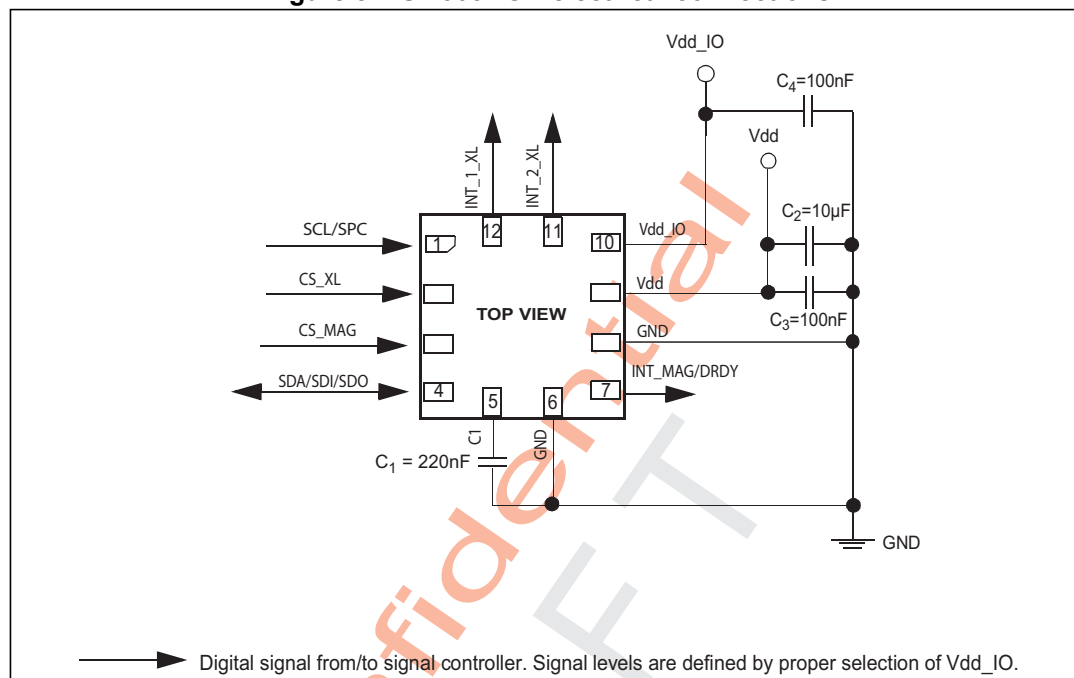 Vdd_IO
C4=100nF
Vdd
INT_1_XL
INT_2_XL
C2=10µF
SCL/SPC
1
12
11
10
Vdd_IO
CS_XL
Vdd
TOP VIEW
C3=100nF
CS_MAG
GND
INT_MAG/DRDY
SDA/SDI/SDO
4
5
6
7
C1
GND
C1 = 220nF
GND
Digital signal from/to signal controller. Signal levels are defined by proper selection of Vdd_IO.
fidential
FT